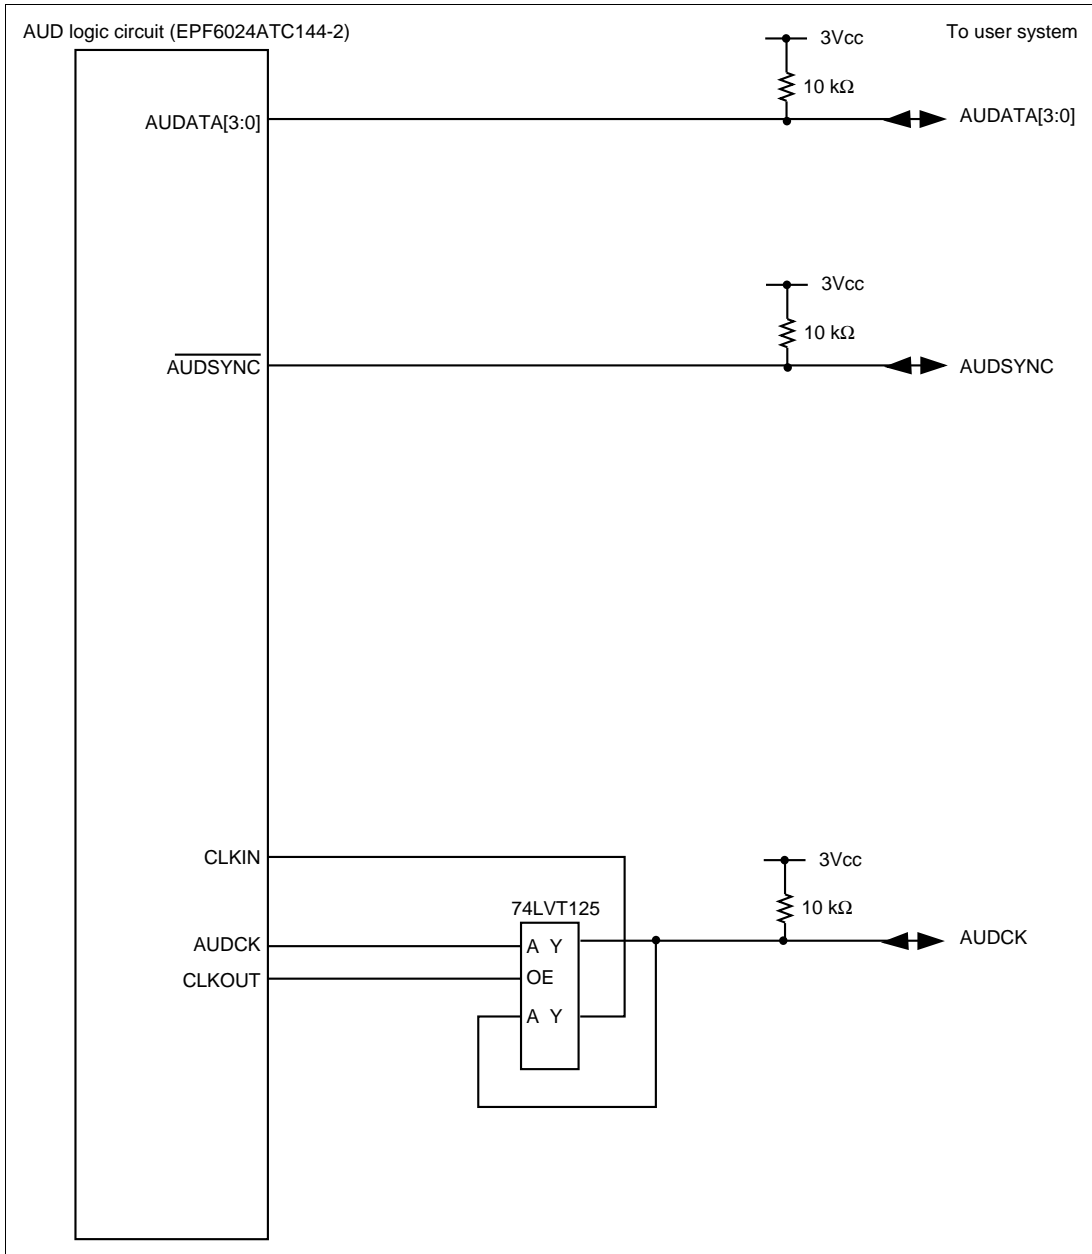 AUD logic circuit (EPF6024ATC144-2)
3Vcc
To user system
10 kΩ
AUDATA[3:0]
AUDATA[3:0]
3Vcc
10 kΩ
AUDSYNC
AUDSYNC
CLKIN
3Vcc
74LVT125
10 kΩ
AUDCK
A Y
AUDCK
CLKOUT
OE
A Y